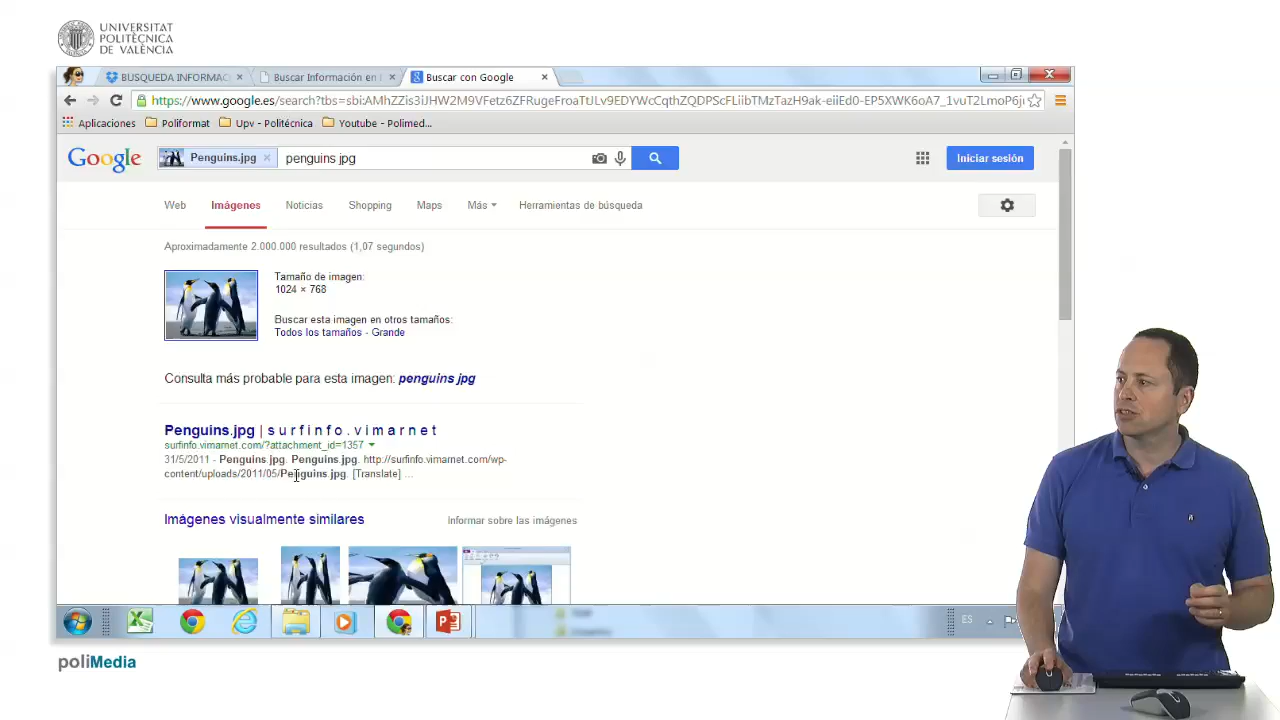 UNIVERSITAT
POLITÈCNICA
DE VALÈNCIA
BUSQUEDA INFORMAC
Buscar Información en I
Buscar con Google
https://www.google.es/search?tbs=sbi:
Aplicaciones
Poliformat
Upv - Politécnica
Youtube - Polimed...
Google
Penguins.jpg
penguins jpg
Iniciar sesión
Web
Imágenes
Noticias
Shopping
Maps
Más
Herramientas de búsqueda
Aproximadamente 2.000.000 resultados (1,07 segundos)
Tamaño de imagen:
1024 × 768
Buscar esta imagen en otros tamaños:
Todos los tamaños - Grande
Consulta más probable para esta imagen: penguins jpg
Penguins.jpg | s u r f i n f o . v i m a r n e t
surfinfo.vimarnet.com/?attachment_id=1357
31/5/2011 - Penguins.jpg. Penguins.jpg. http://surfinfo.vimarnet.com/wp-
content/uploads/2011/05/Penguins.jpg. [Translate] ...
Imágenes visualmente similares
Informar sobre las imágenes
ES
poliMedia